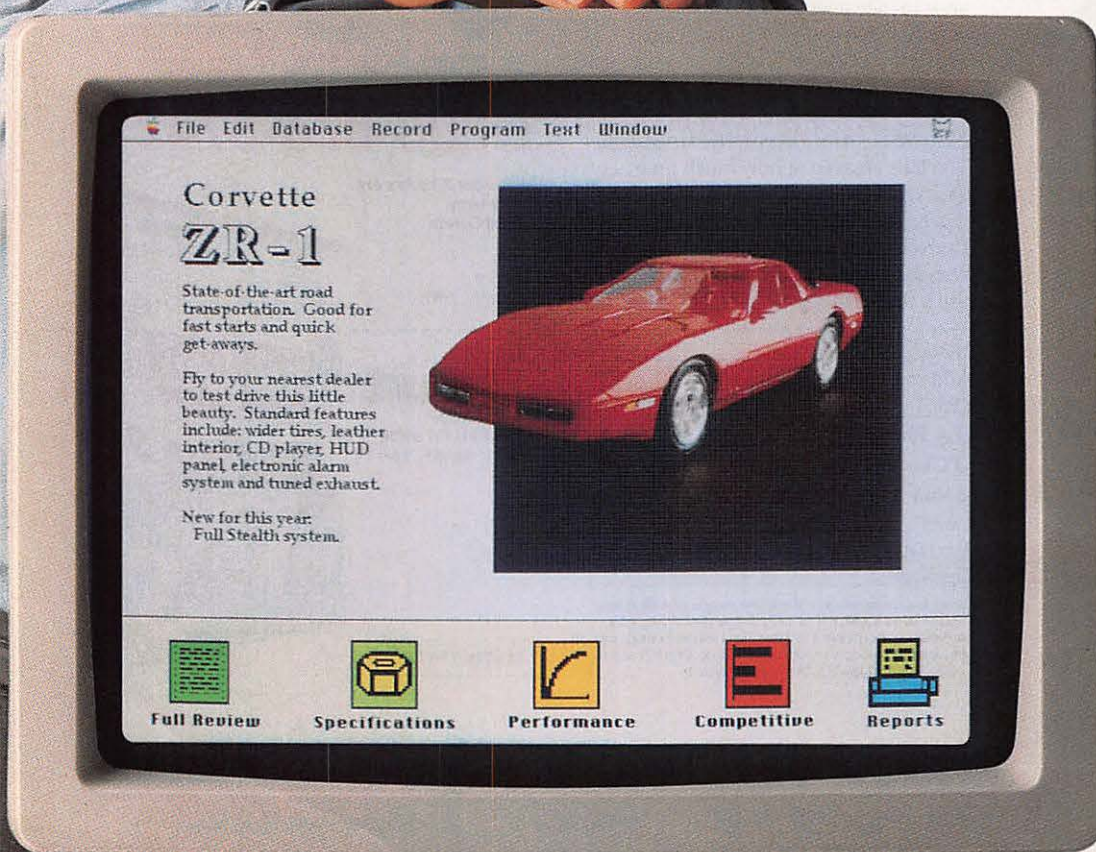 File Edit Database Record Program Text Window
Corvette
ZR-1
State-of-the-art road
transportation. Good for
fast starts and quick
get-aways.
Fly to your nearest dealer
to test drive this little
beauty. Standard features
include: wider tires, leather
interior, CD player, HUD
panel, electronic alarm
system and tuned exhaust.
New for this year:
Full Stealth system.
Full Review Specifications Performance Competitive Reports